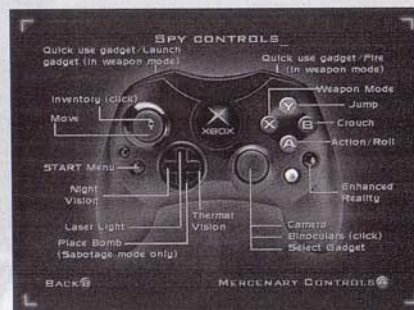 SPY CONTROLS_
Quick use gadget/Launch
gadget (in weapon mode)
Quick use gadget/Fire
(in weapon mode)
Weapon Mode
Inventory (click)
Jump
Move
Y
X
B
Crouch
XBOX
A
Action/Roll
START Menu
Enhanced
Reality
Night
Vision
Thermal
Vision
Laser Light
Camera
Place Bomb
Binoculars (click)
(Sabotage mode only)
Select Gadget
BACK B
MERCENARY CONTROLS A